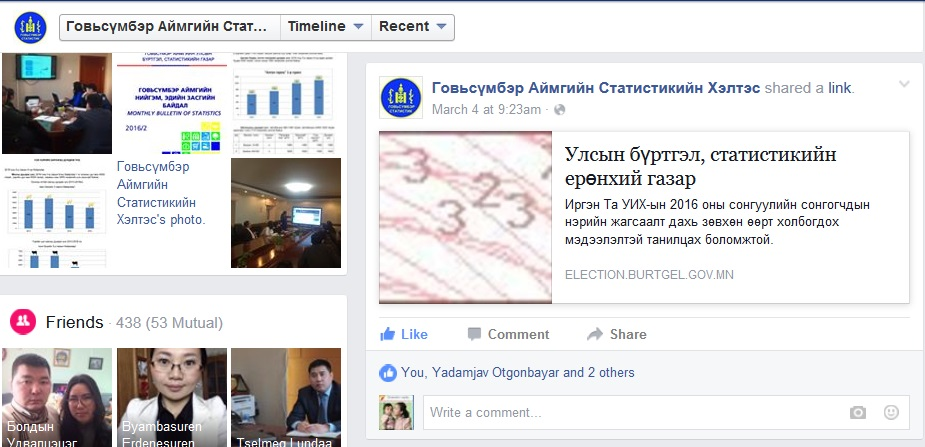 Говьсүмбэр Аймгийн Стат...
Timeline
Recent
БҮРТГЭЛ, СТАТИСТИКИЙН ГАЗАР
ГОВЬСҮМБЭР АЙМГИЙН
НИЙГЭМ, ЭДИЙН ЗАСГИЙН
БАЙДАЛ
MONTHLY BULLETIN OF STATISTICS
2016/2
Говьсүмбэр
Аймгийн
Статистикийн
Хэлтэс's photo.
Friends · 438 (53 Mutual)
Болдын
Удвалцэцэг
Byambasuren
Erdenesuren
Tselmeg Lundaa
Говьсүмбэр Аймгийн Статистикийн Хэлтэс shared a link.
March 4 at 9:23am ·
323
Улсын бүртгэл, статистикийн
ерөнхий газар
Иргэн Та УИХ-ын 2016 оны сонгуулийн сонгогчдын
нэрийн жагсаалт дахь зөвхөн өөрт холбогдох
мэдээлэлтэй танилцах боломжтой.
ELECTION.BURTGEL.GOV.MN
Like
Comment
Share
You, Yadamjav Otgonbayar and 2 others
Write a comment...